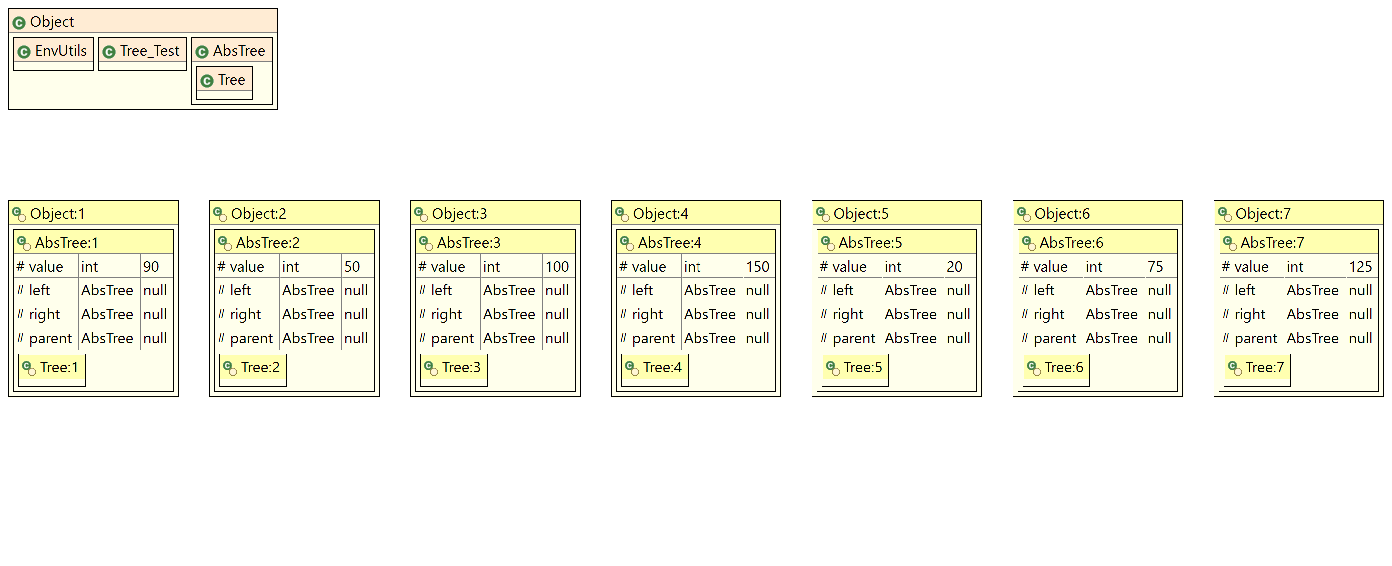 Object
EnvUtils Tree_Test AbsTree
Tree
Object:1 Object:2 Object:3 Object:4 Object:5 Object:6 Object:7
AbsTree:1 AbsTree:2 AbsTree:3 AbsTree:4 AbsTree:5 AbsTree:6 AbsTree:7
# value int 90 # value int 50 # value int 100 # value int 150 # value int 20 # value int 75 # value int 125
// left AbsTree null // left AbsTree null // left AbsTree null // left AbsTree null // left AbsTree null // left AbsTree null // left AbsTree null
// right AbsTree null // right AbsTree null // right AbsTree null // right AbsTree null // right AbsTree null // right AbsTree null // right AbsTree null
// parent AbsTree null // parent AbsTree null // parent AbsTree null // parent AbsTree null // parent AbsTree null // parent AbsTree null // parent AbsTree null
Tree:1 Tree:2 Tree:3 Tree:4 Tree:5 Tree:6 Tree:7